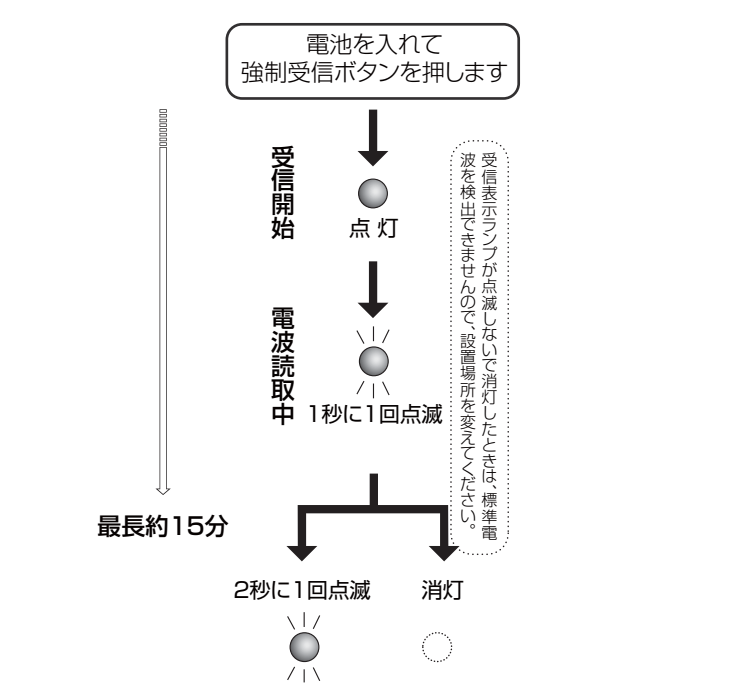 電池を入れて
強制受信ボタンを押します
受信開始
点 灯
電波読取中
1秒に1回点滅
受信表示ランプが点滅しないで消灯したときは、標準電
波を検出できませんので、設置場所を変えてください。
最長約15分
2秒に1回点滅
消灯